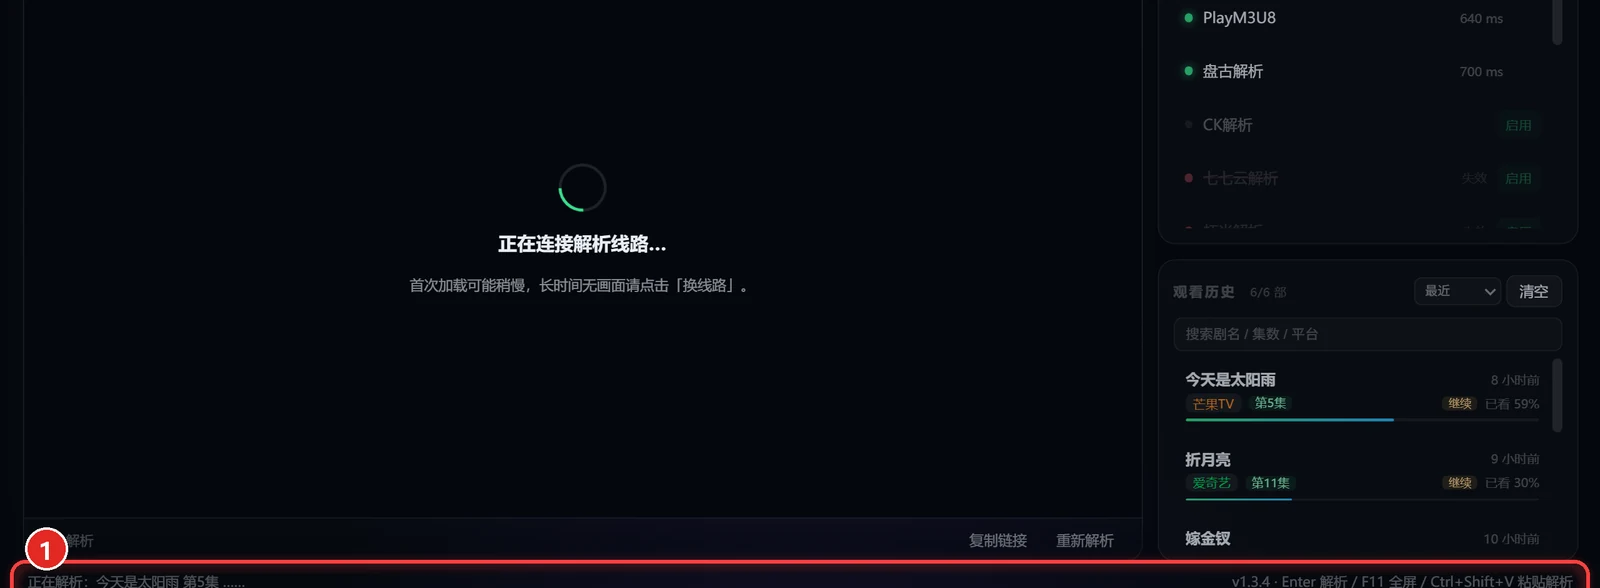 正在连接解析线路...
首次加载可能稍慢，长时间无画面请点击「换线路」。
解析
复制链接
重新解析
PlayM3U8
640 ms
盘古解析
700 ms
CK解析
启用
七七云解析
失效
启用
观看历史
6/6 部
最近
清空
搜索剧名 / 集数 / 平台
今天是太阳雨
8 小时前
芒果TV
第5集
继续
已看 59%
折月亮
9 小时前
爱奇艺
第11集
继续
已看 30%
嫁金钗
10 小时前
1
正在解析：今天是太阳雨 第5集 ......
v1.3.4 · Enter 解析 / F11 全屏 / Ctrl+Shift+V 粘贴解析